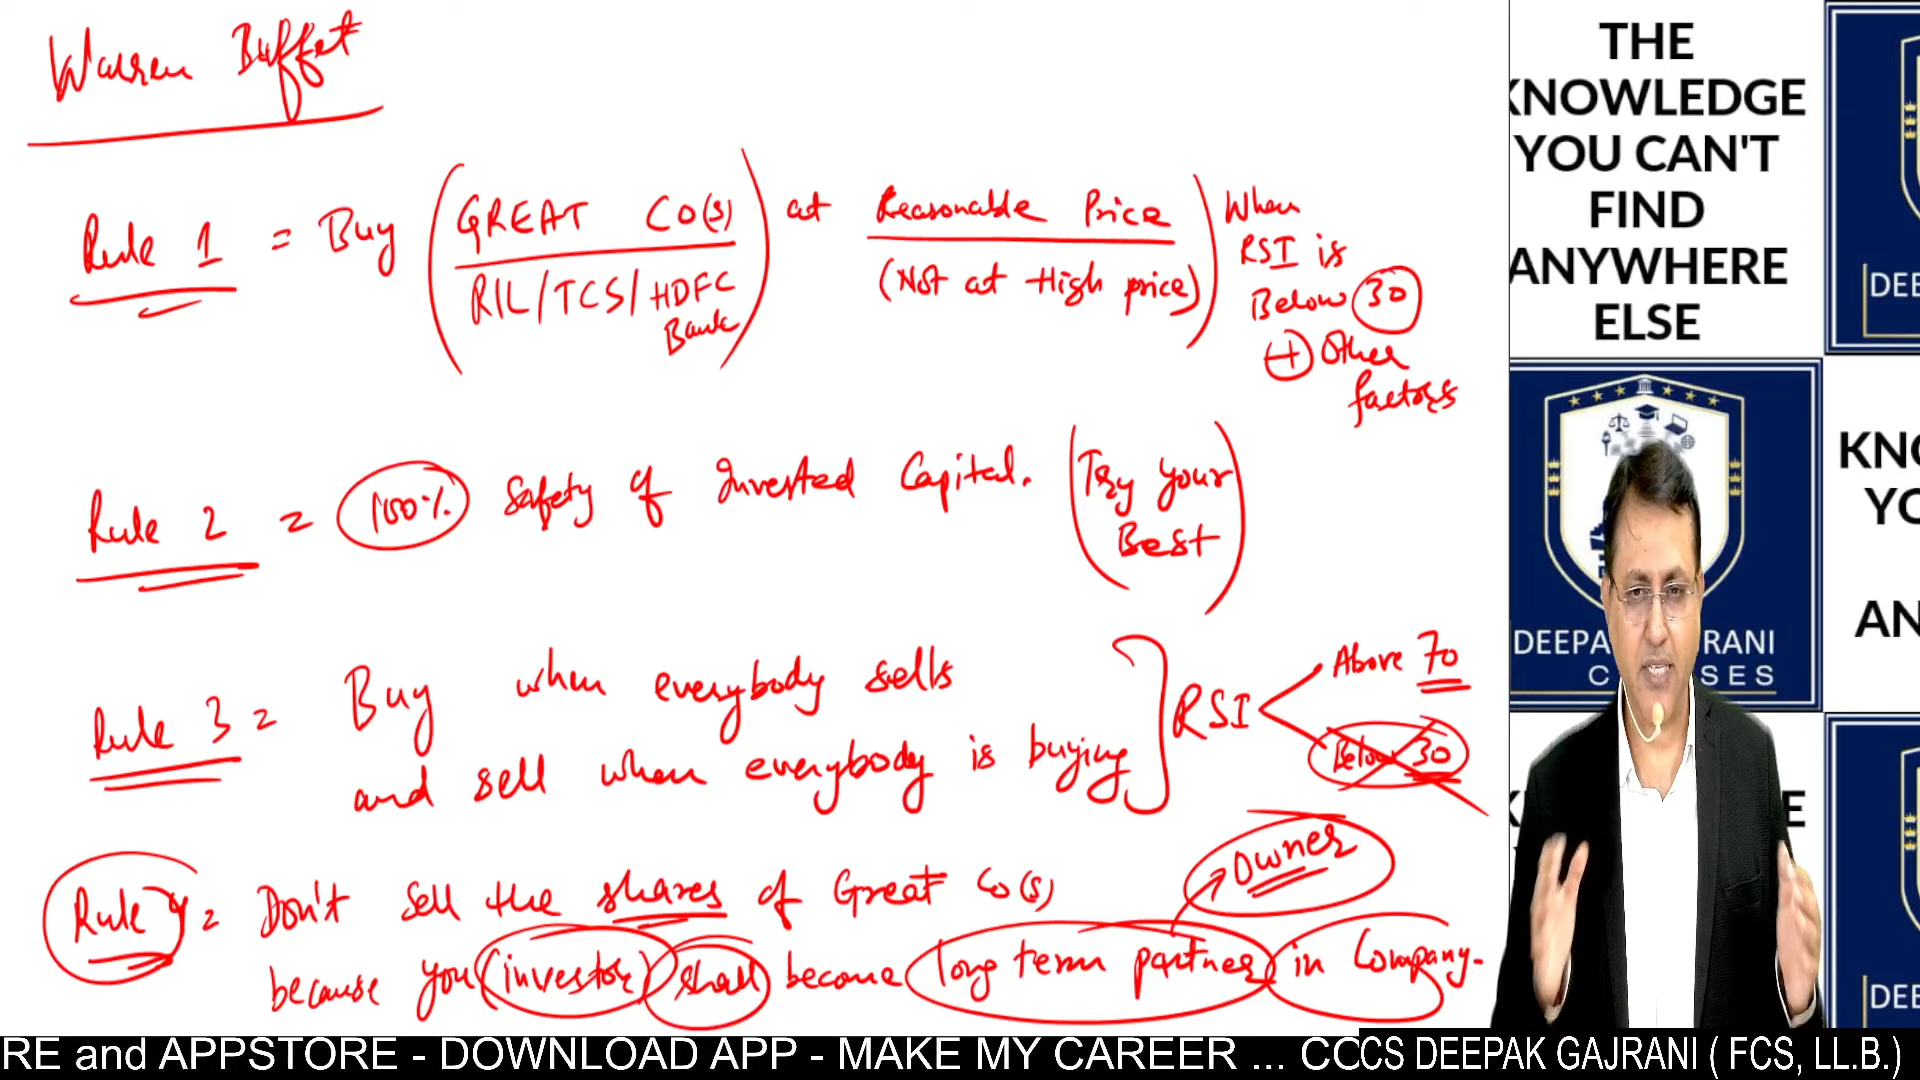 Warren Buffet
Rule 1 = Buy (GREAT CO(s) at Reasonable Price) When
RIL/TCS/HDFC Bank (Not at High price)
RSI is
Below 30
+ Other
factors
Rule 2 = 100% Safety of Invested Capital. (Try your
Best)
Rule 3 = Buy when everybody sells
and sell when everybody is buying
RSI
Above 70
Below 30
Rule 4 = Don't sell the shares of Great Co(s)
Owner
because you (investor) shall become long term partner in Company.
THE
KNOWLEDGE
YOU CAN'T
FIND
ANYWHERE
ELSE
DEE
KNO
YO
AN
DEEPA RANI
C SES
E
DEE
RE and APPSTORE - DOWNLOAD APP - MAKE MY CAREER ... CC
CS DEEPAK GAJRANI ( FCS, LL.B.)